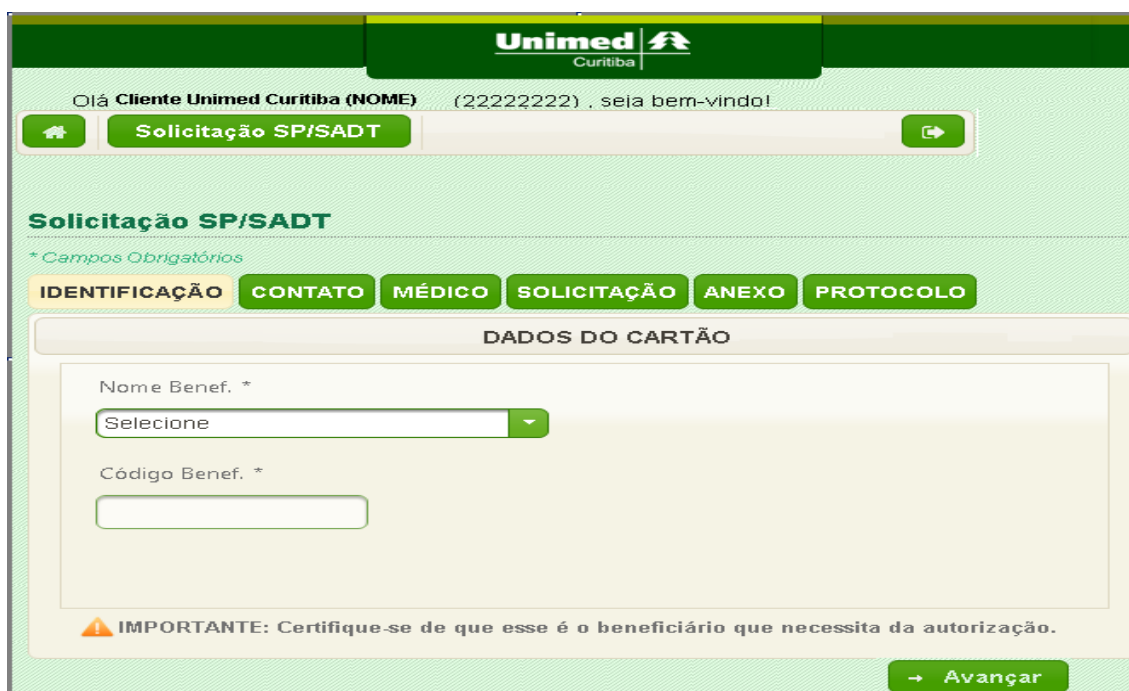 Unimed
Curitiba
Olá Cliente Unimed Curitiba (NOME) (22222222) , seja bem-vindo!
Solicitação SP/SADT
Solicitação SP/SADT
* Campos Obrigatórios
IDENTIFICAÇÃO CONTATO MÉDICO SOLICITAÇÃO ANEXO PROTOCOLO
DADOS DO CARTÃO
Nome Benef. *
Selecione
Código Benef. *
IMPORTANTE: Certifique-se de que esse é o beneficiário que necessita da autorização.
→ Avançar